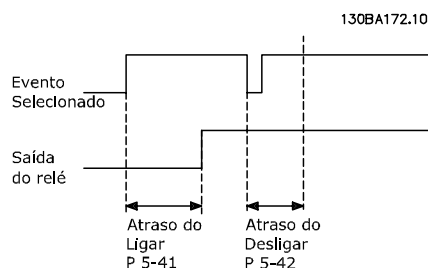 130BA172.10
Evento
Selecionado
Saída
do relé
Atraso do
Ligar
P 5-41
Atraso do
Desligar
P 5-42